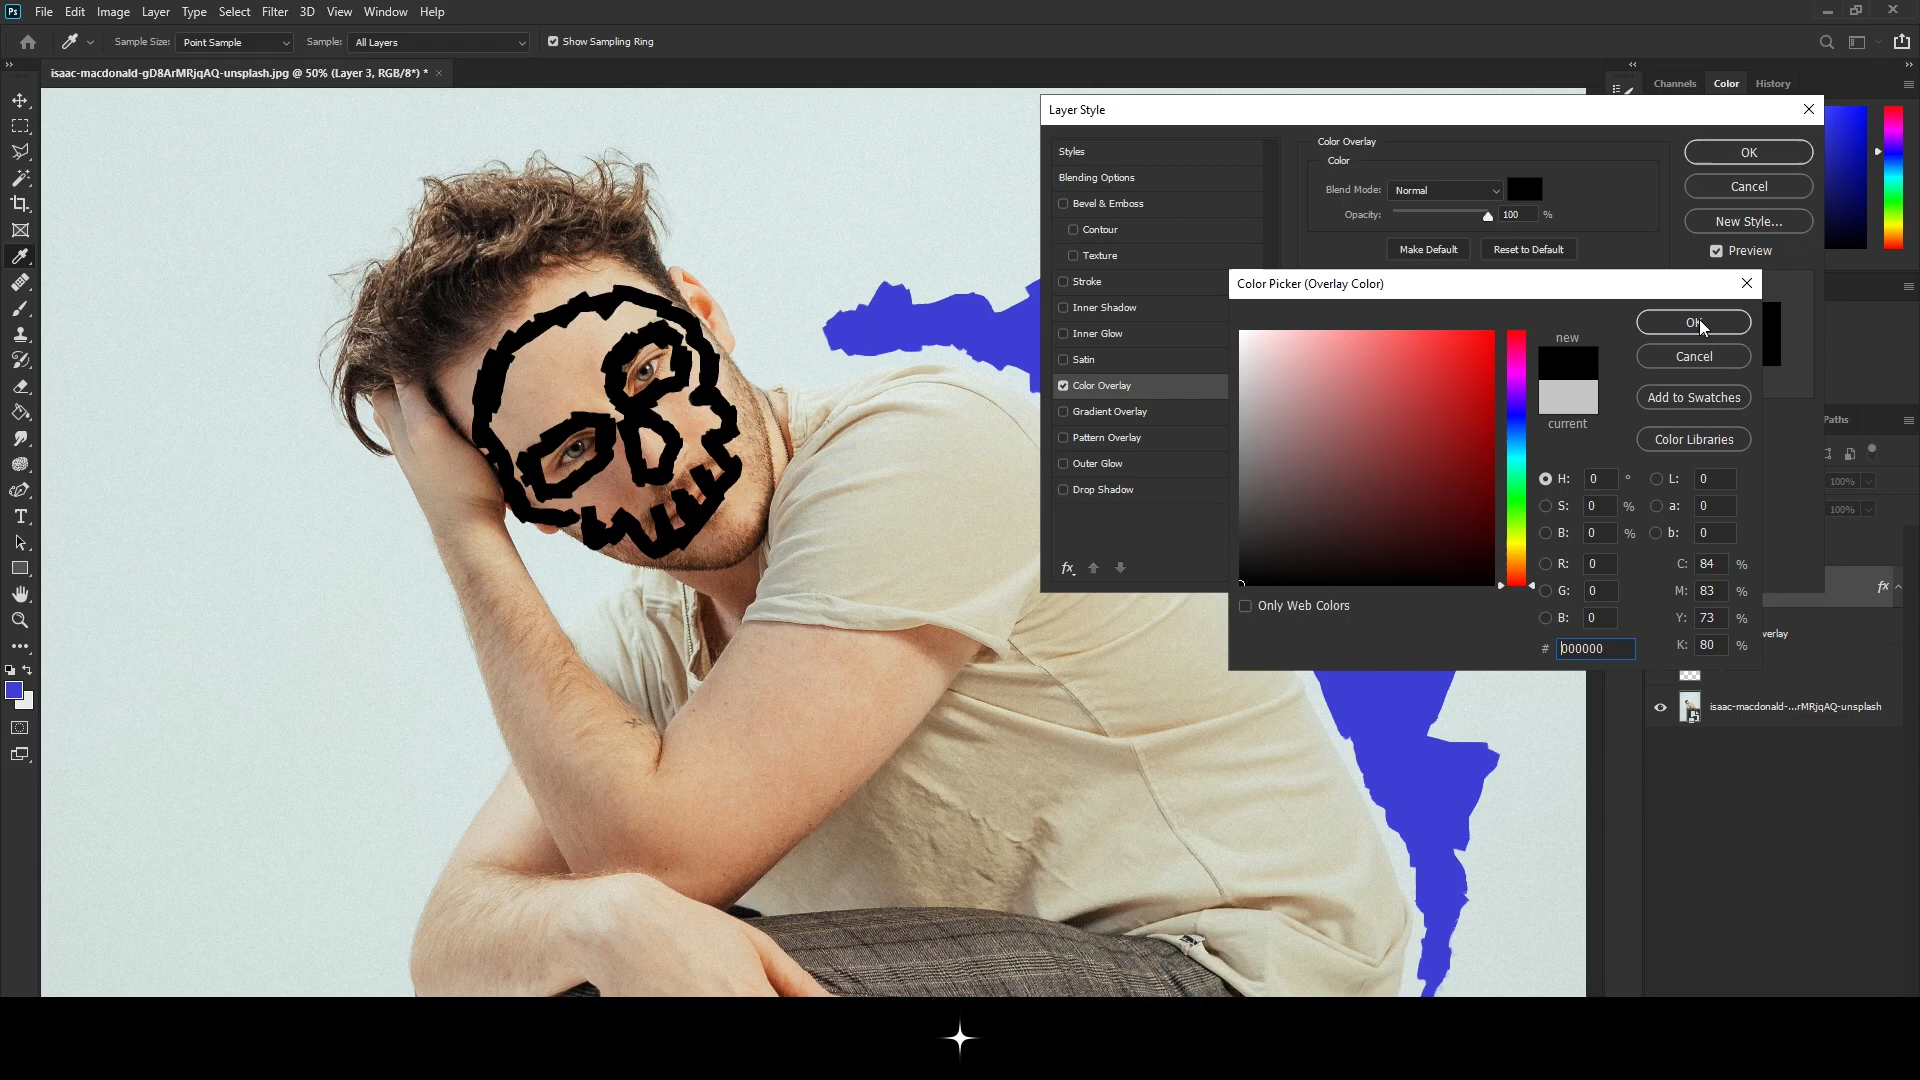 Ps File Edit Image Layer Type Select Filter 3D View Window Help
Sample Size: Point Sample Sample: All Layers Show Sampling Ring
isaac-macdonald-gD8ArMRjqAQ-unsplash.jpg @ 50% (Layer 3, RGB/8*) *
Channels Color History
Layer Style
Styles
Blending Options
Bevel & Emboss
Contour
Texture
Stroke
Inner Shadow
Inner Glow
Satin
Color Overlay
Gradient Overlay
Pattern Overlay
Outer Glow
Drop Shadow
fx
Color Overlay
Color
Blend Mode: Normal
Opacity: 100 %
Make Default Reset to Default
OK
Cancel
New Style...
Preview
Color Picker (Overlay Color)
new
current
OK
Cancel
Add to Swatches
Color Libraries
H: 0 ° L: 0
S: 0 % a: 0
B: 0 % b: 0
R: 0 C: 84 %
G: 0 M: 83 %
B: 0 Y: 73 %
# 000000 K: 80 %
Only Web Colors
Paths
100%
100%
fx
verlay
isaac-macdonald-...rMRjqAQ-unsplash
T